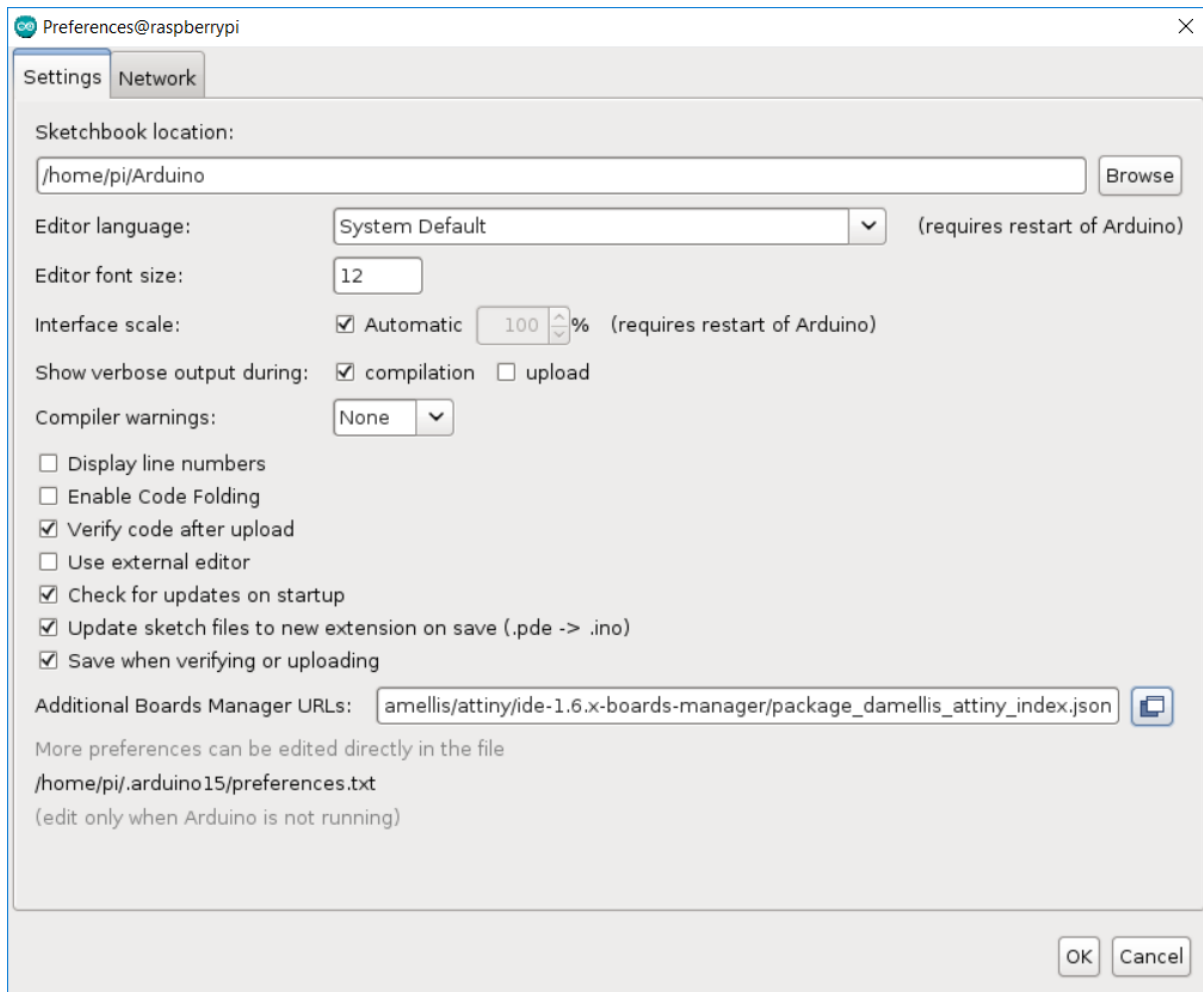 Preferences@raspberrypi
Settings Network
Sketchbook location:
/home/pi/Arduino Browse
Editor language: System Default (requires restart of Arduino)
Editor font size: 12
Interface scale: Automatic 100 % (requires restart of Arduino)
Show verbose output during: compilation upload
Compiler warnings: None
Display line numbers
Enable Code Folding
Verify code after upload
Use external editor
Check for updates on startup
Update sketch files to new extension on save (.pde -> .ino)
Save when verifying or uploading
Additional Boards Manager URLs: amellis/attiny/ide-1.6.x-boards-manager/package_damellis_attiny_index.json
More preferences can be edited directly in the file
/home/pi/.arduino15/preferences.txt
(edit only when Arduino is not running)
OK Cancel